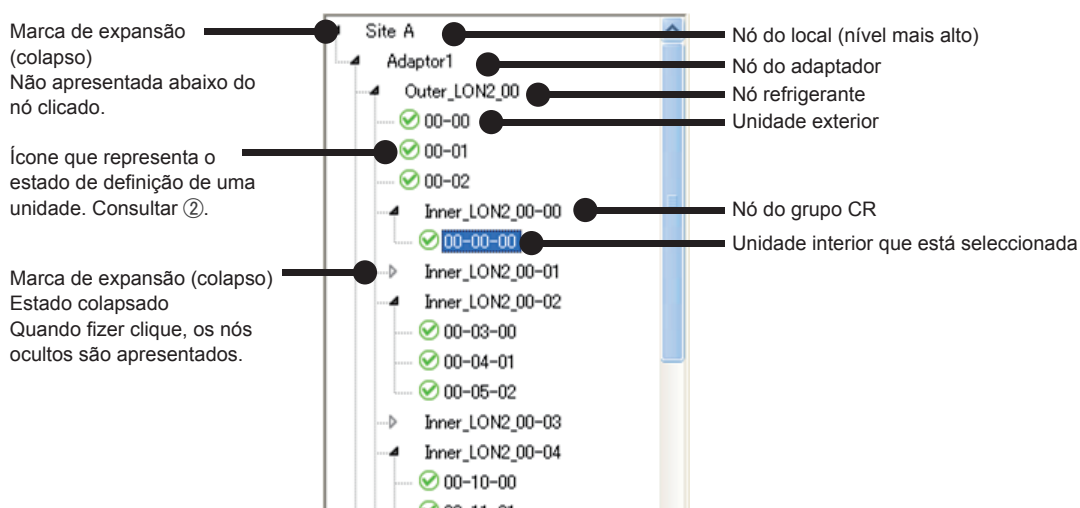 Marca de expansão
(colapso)
Não apresentada abaixo do
nó clicado.
Ícone que representa o
estado de definição de uma
unidade. Consultar ②.
Marca de expansão (colapso)
Estado colapsado
Quando fizer clique, os nós
ocultos são apresentados.
Site A
Adaptor1
Outer_LON2_00
00-00
00-01
00-02
Inner_LON2_00-00
00-00-00
Inner_LON2_00-01
Inner_LON2_00-02
00-03-00
00-04-01
00-05-02
Inner_LON2_00-03
Inner_LON2_00-04
00-10-00
Nó do local (nível mais alto)
Nó do adaptador
Nó refrigerante
Unidade exterior
Nó do grupo CR
Unidade interior que está seleccionada